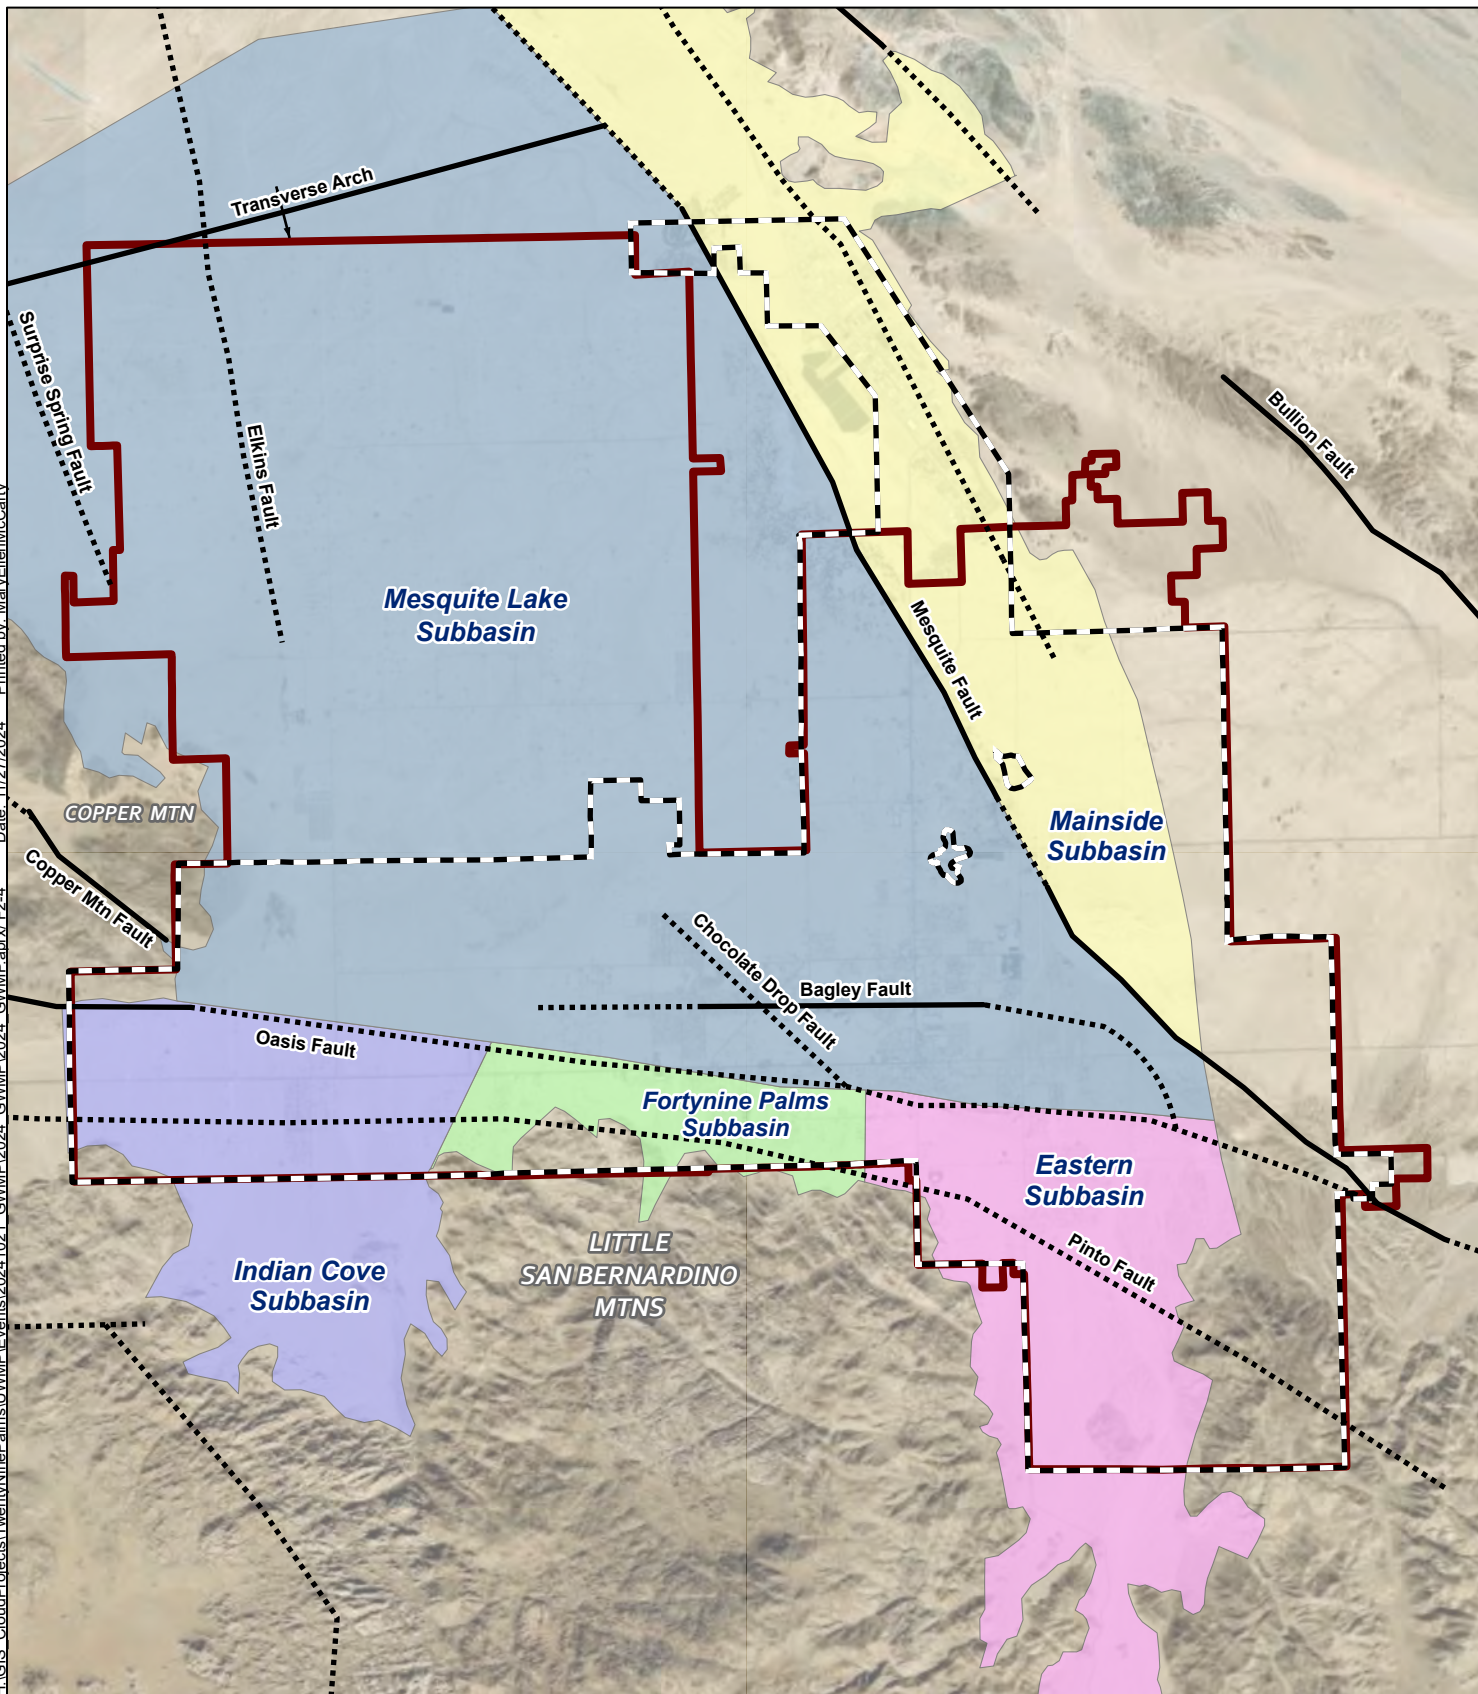 Transverse Arch
Surprise Spring Fault
Elkins Fault
Bullion Fault
Mesquite Lake
Subbasin
Mesquite Fault
COPPER MTN
Mainside
Subbasin
Copper Mtn Fault
Chocolate Drop Fault
Bagley Fault
Oasis Fault
Fortynine Palms
Subbasin
Eastern
Subbasin
LITTLE
SAN BERNARDINO
MTNS
Pinto Fault
Indian Cove
Subbasin